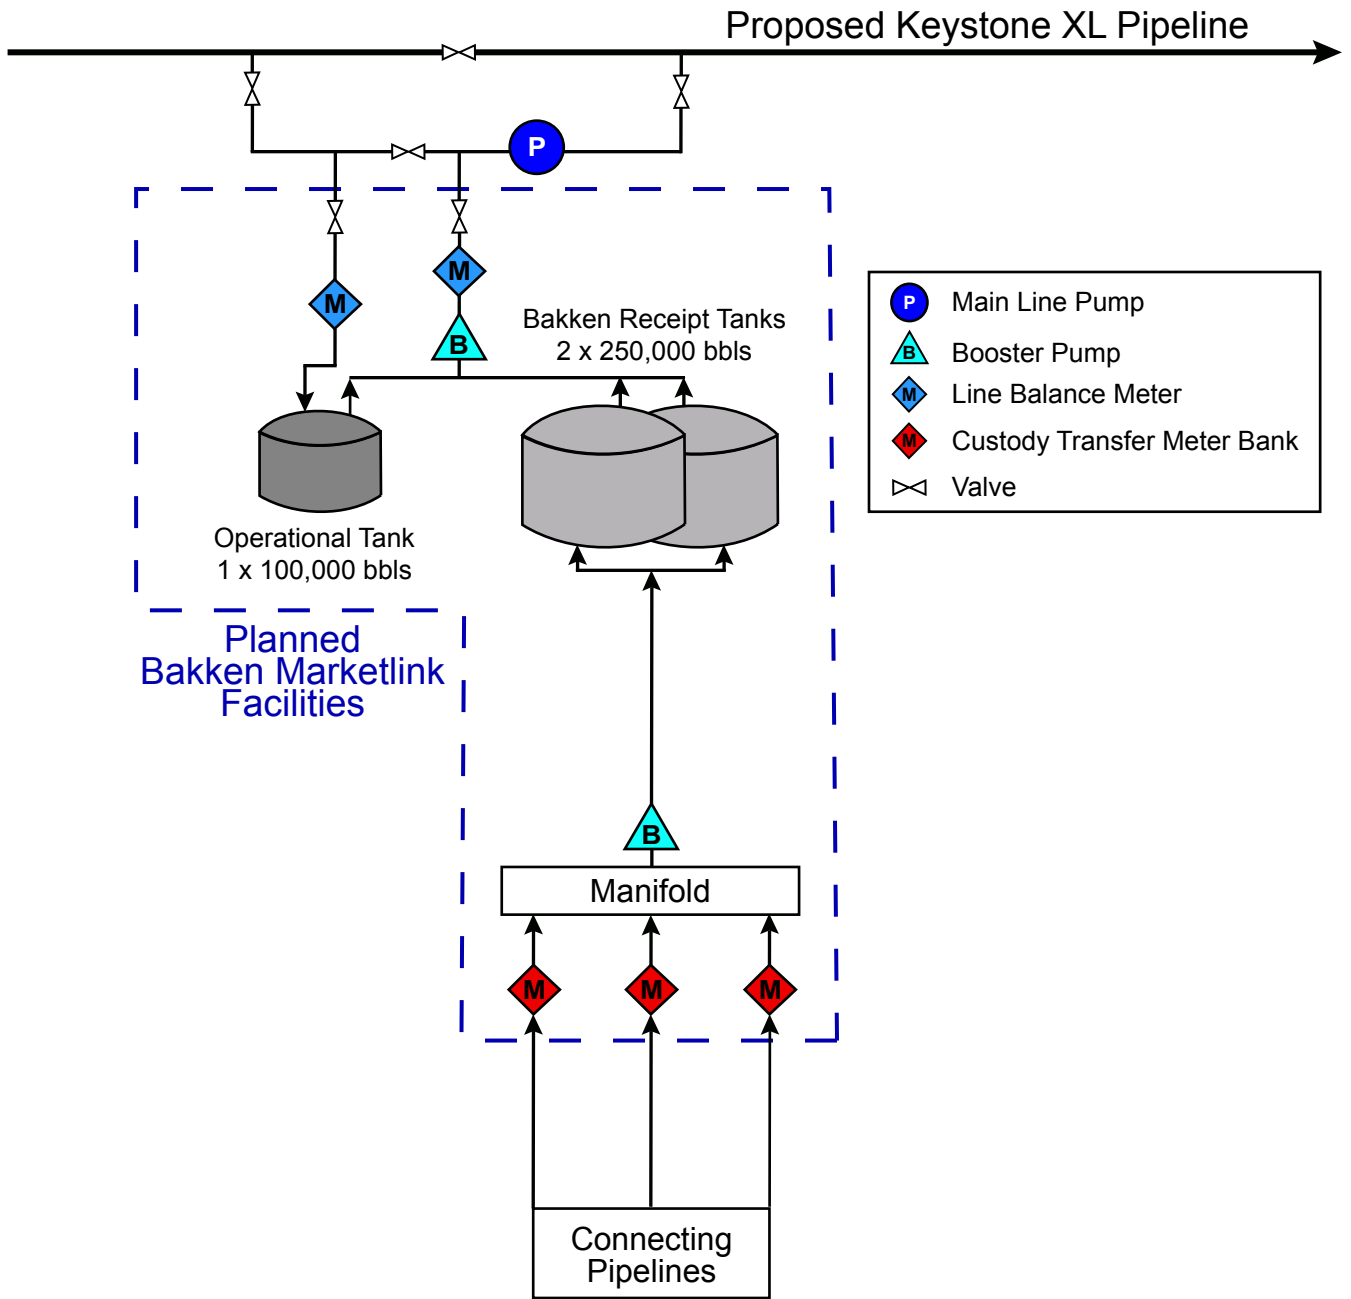 Proposed Keystone XL Pipeline
P
M
M
B
Bakken Receipt Tanks
2 x 250,000 bbls
Operational Tank
1 x 100,000 bbls
P Main Line Pump
B Booster Pump
M Line Balance Meter
M Custody Transfer Meter Bank
Valve
Planned
Bakken Marketlink
Facilities
B
Manifold
M M M
Connecting
Pipelines